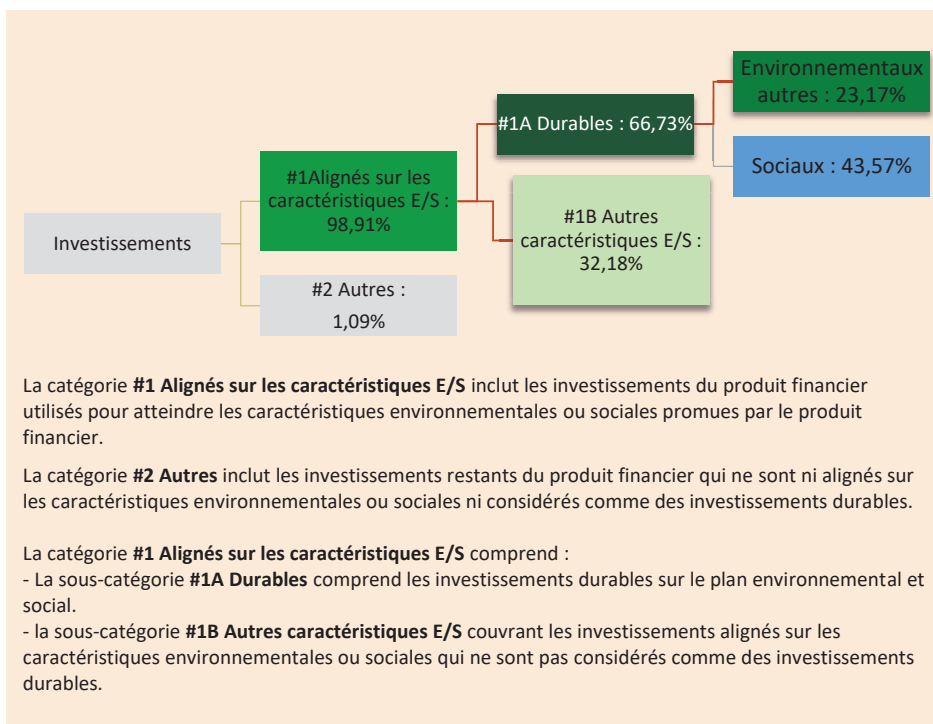 Investissements
#1Alignés sur les
caractéristiques E/S :
98,91%
#2 Autres :
1,09%
#1A Durables : 66,73%
#1B Autres
caractéristiques E/S :
32,18%
Environnementaux
autres : 23,17%
Sociaux : 43,57%
La catégorie #1 Alignés sur les caractéristiques E/S inclut les investissements du produit financier
utilisés pour atteindre les caractéristiques environnementales ou sociales promues par le produit
financier.
La catégorie #2 Autres inclut les investissements restants du produit financier qui ne sont ni alignés sur
les caractéristiques environnementales ou sociales ni considérés comme des investissements durables.
La catégorie #1 Alignés sur les caractéristiques E/S comprend :
- La sous-catégorie #1A Durables comprend les investissements durables sur le plan environnemental et
social.
- la sous-catégorie #1B Autres caractéristiques E/S couvrant les investissements alignés sur les
caractéristiques environnementales ou sociales qui ne sont pas considérés comme des investissements
durables.